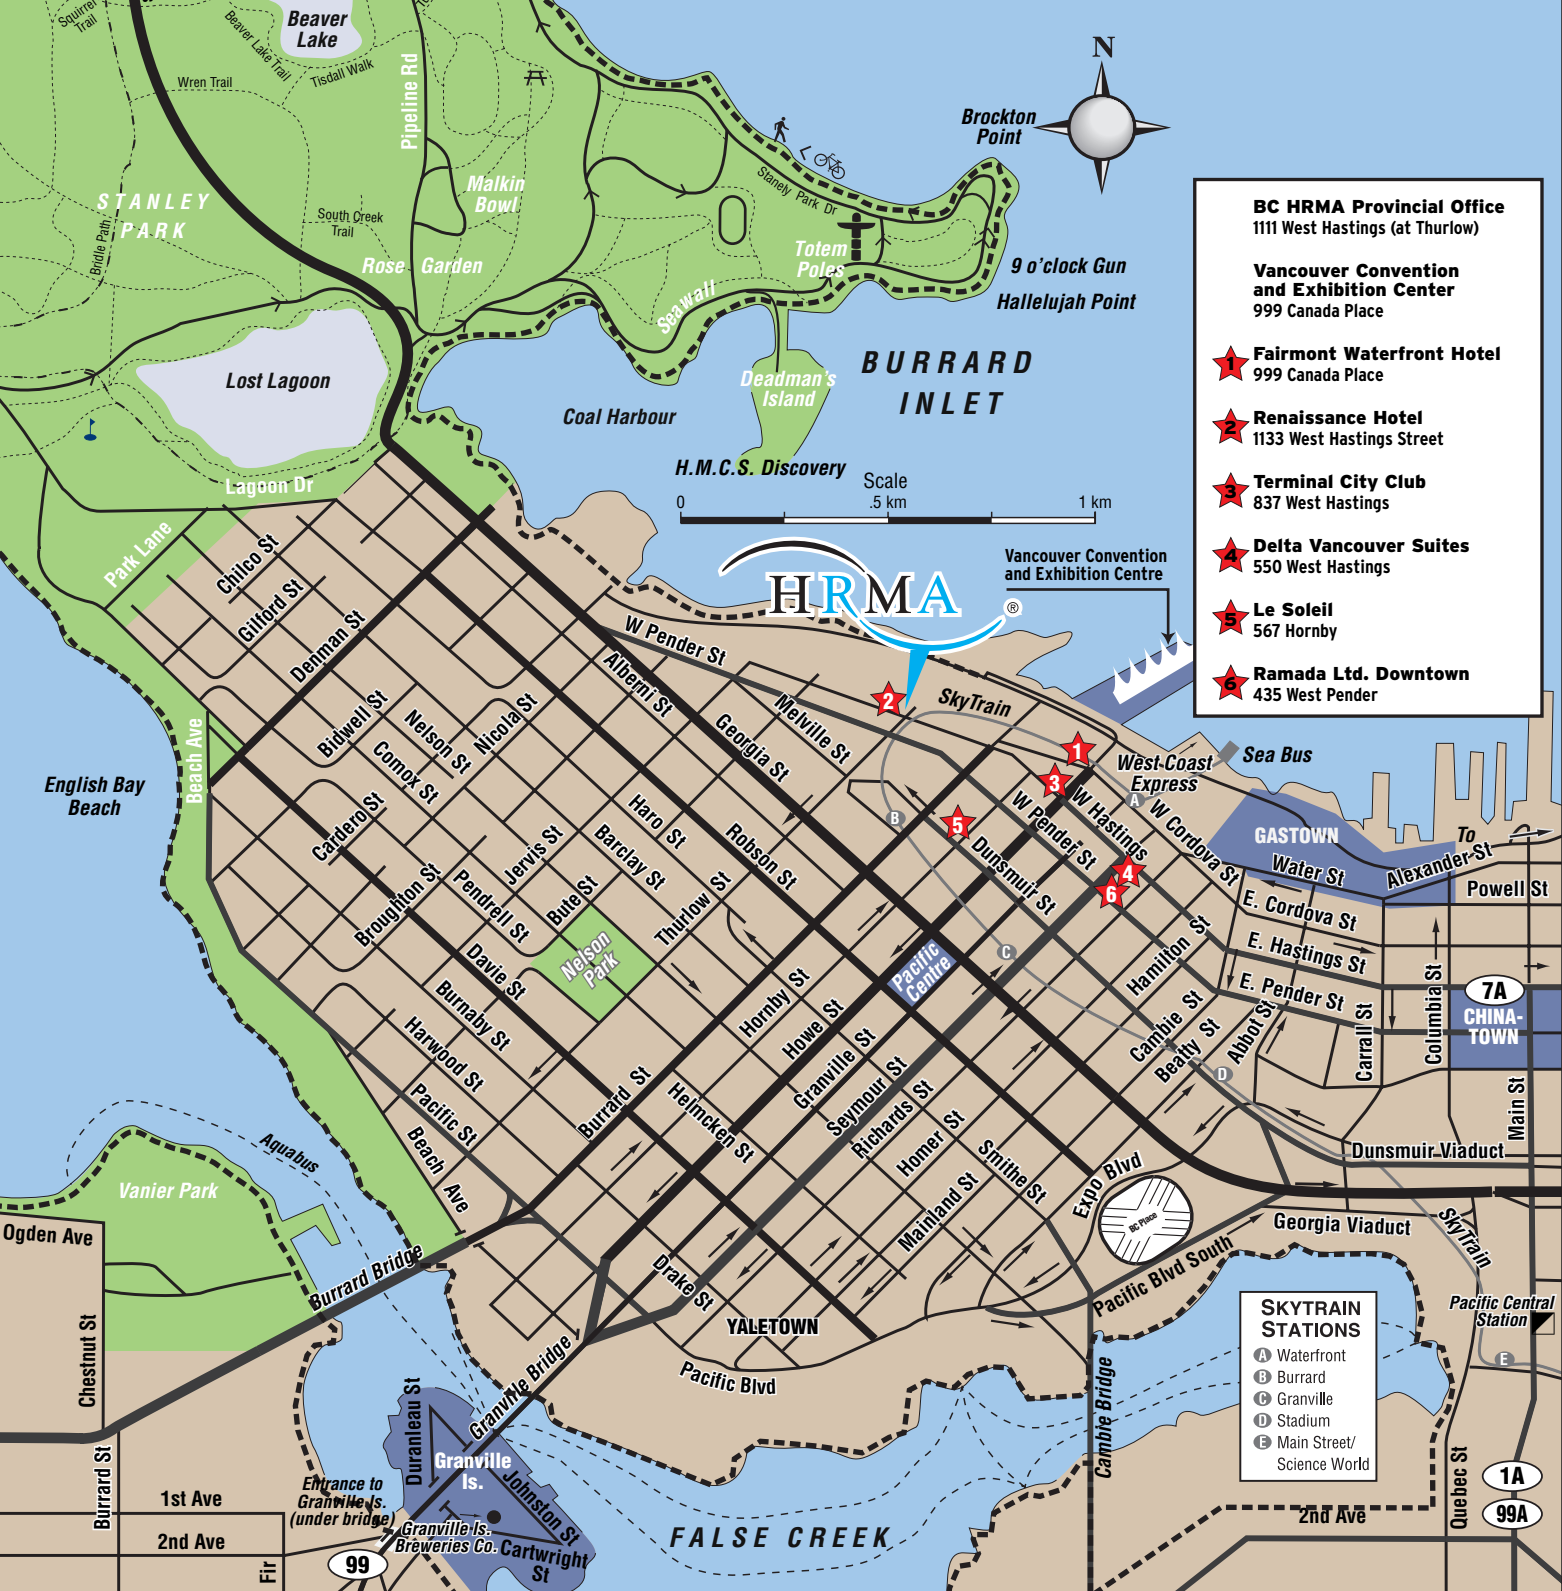 Squirrel
Trail
Beaver Lake Trail
Beaver
Lake
Tisdall Walk
Wren Trail
Pipeline Rd
STANLEY
PARK
Bridle Path
South Creek
Trail
Malkin
Bowl
Rose Garden
Stanely Park Dr
Totem
Poles
Seawall
Brockton
Point
N
9 o'clock Gun
Hallelujah Point
BURRARD
INLET
Deadman's
Island
Coal Harbour
H.M.C.S. Discovery
Lost Lagoon
Lagoon Dr
Park Lane
Scale
0 .5 km 1 km
Vancouver Convention
and Exhibition Centre
HRMA ®
BC HRMA Provincial Office
1111 West Hastings (at Thurlow)
Vancouver Convention
and Exhibition Center
999 Canada Place
1 Fairmont Waterfront Hotel
999 Canada Place
2 Renaissance Hotel
1133 West Hastings Street
3 Terminal City Club
837 West Hastings
4 Delta Vancouver Suites
550 West Hastings
5 Le Soleil
567 Hornby
6 Ramada Ltd. Downtown
435 West Pender
Chilco St
Gilford St
Denman St
Bidwell St
Nelson St
Comox St
Nicola St
Cardero St
Broughton St
Pendrell St
Jervis St
Bute St
Barclay St
Haro St
Robson St
Thurlow St
Alberni St
Georgia St
Melville St
W Pender St
SkyTrain
2
1
3
5
4
6
A
B
C
D
E
West Coast
Express
Sea Bus
W Pender St
W Hastings
W Cordova St
Dunsmuir St
GASTOWN
Water St
Alexander St
To
Powell St
E. Cordova St
E. Hastings St
E. Pender St
7A
CHINA-
TOWN
Columbia St
Carrall St
Main St
Hamilton St
Cambie St
Beatty St
Abbot St
Pacific
Centre
Nelson
Park
English Bay
Beach
Beach Ave
Davie St
Burnaby St
Harwood St
Pacific St
Beach
Ave
Hornby St
Howe St
Granville St
Seymour St
Richards St
Homer St
Mainland St
Smithe St
Helmcken St
Burrard St
Drake St
YALETOWN
Pacific Blvd
Expo Blvd
BC Place
Pacific Blvd South
Dunsmuir Viaduct
Georgia Viaduct
SkyTrain
Pacific Central
Station
SKYTRAIN
STATIONS
A Waterfront
B Burrard
C Granville
D Stadium
E Main Street/
Science World
Cambie Bridge
Quebec St
1A
99A
2nd Ave
FALSE CREEK
Aquabus
Vanier Park
Ogden Ave
Chestnut St
Burrard Bridge
Granville Bridge
Duranleau St
Granville
Is.
Johnston St
Cartwright
St
Granville Is.
Breweries Co.
Entrance to
Granville Is.
(under bridge)
Burrard St
1st Ave
2nd Ave
Fir
99